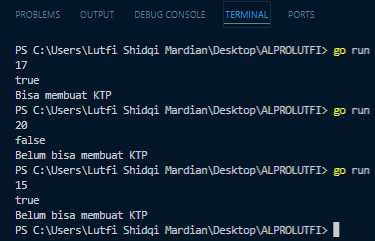 PROBLEMS OUTPUT DEBUG CONSOLE TERMINAL PORTS
PS C:\Users\Lutfi Shidqi Mardian\Desktop\ALPROLUTFI> go run
17
true
Bisa membuat KTP
PS C:\Users\Lutfi Shidqi Mardian\Desktop\ALPROLUTFI> go run
20
false
Belum bisa membuat KTP
PS C:\Users\Lutfi Shidqi Mardian\Desktop\ALPROLUTFI> go run
15
true
Belum bisa membuat KTP
PS C:\Users\Lutfi Shidqi Mardian\Desktop\ALPROLUTFI>